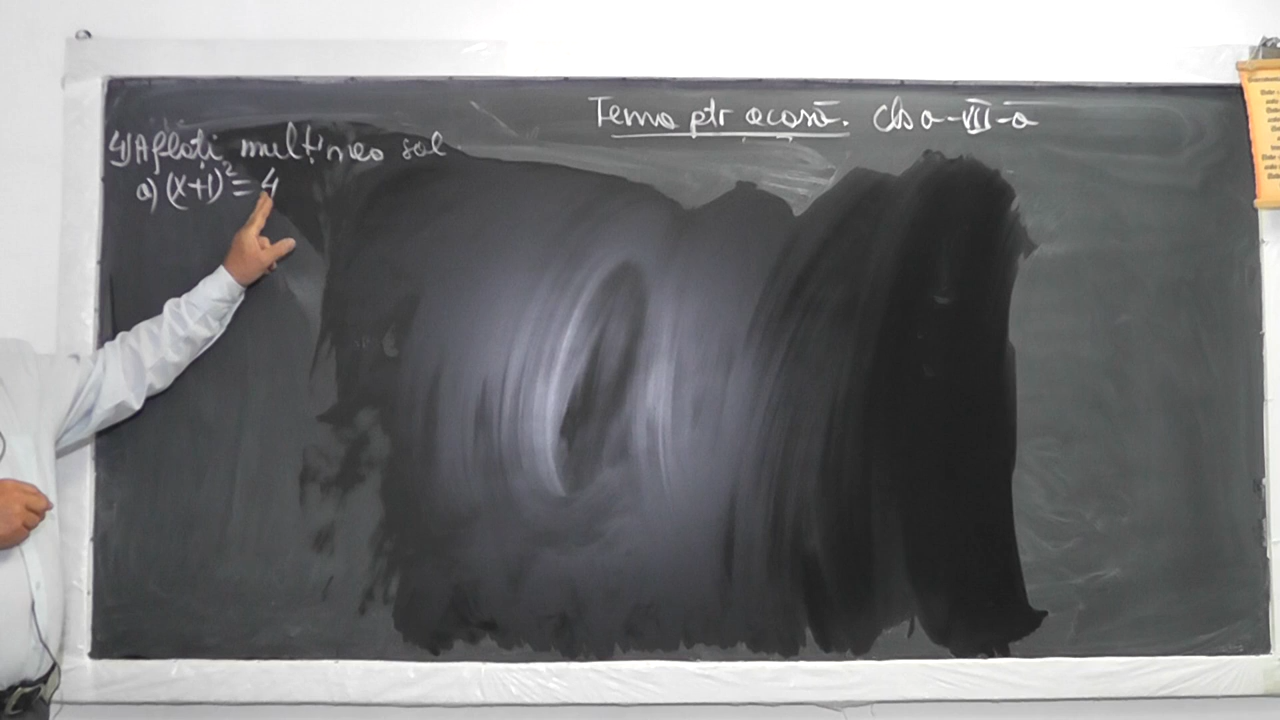 Tema ptr acasă. Cls a-VII-a
4) Aflați mulțimea sol
a) (x+1)² = 4